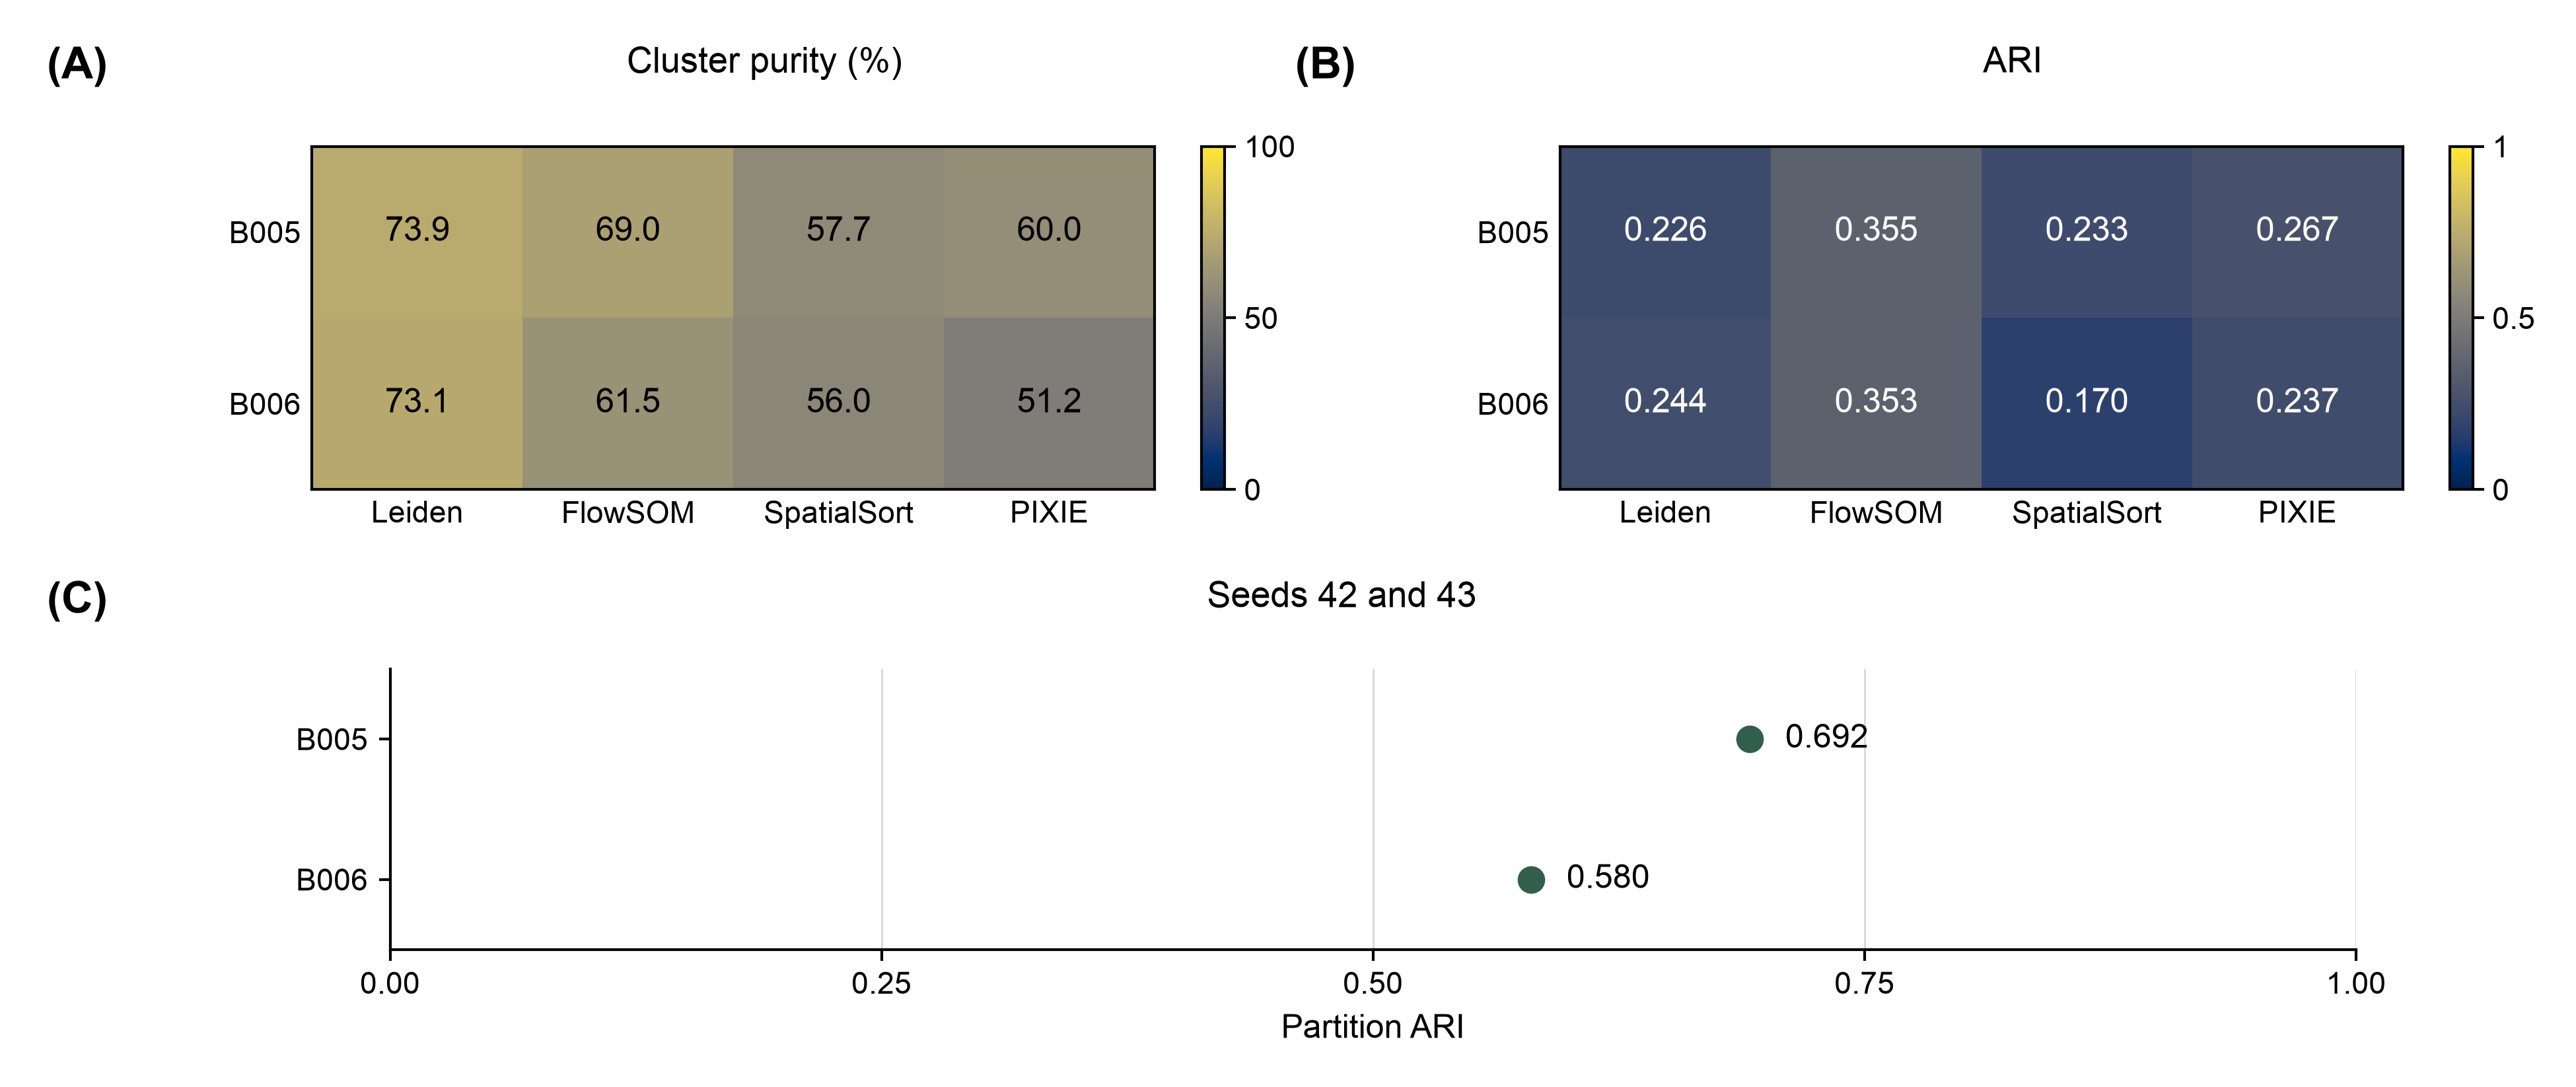 (A)
Cluster purity (%)
B005
73.9 69.0 57.7 60.0
B006
73.1 61.5 56.0 51.2
Leiden FlowSOM SpatialSort PIXIE
100
50
0
(B)
ARI
B005
0.226 0.355 0.233 0.267
B006
0.244 0.353 0.170 0.237
Leiden FlowSOM SpatialSort PIXIE
1
0.5
0
(C)
Seeds 42 and 43
B005
0.692
B006
0.580
0.00 0.25 0.50 0.75 1.00
Partition ARI